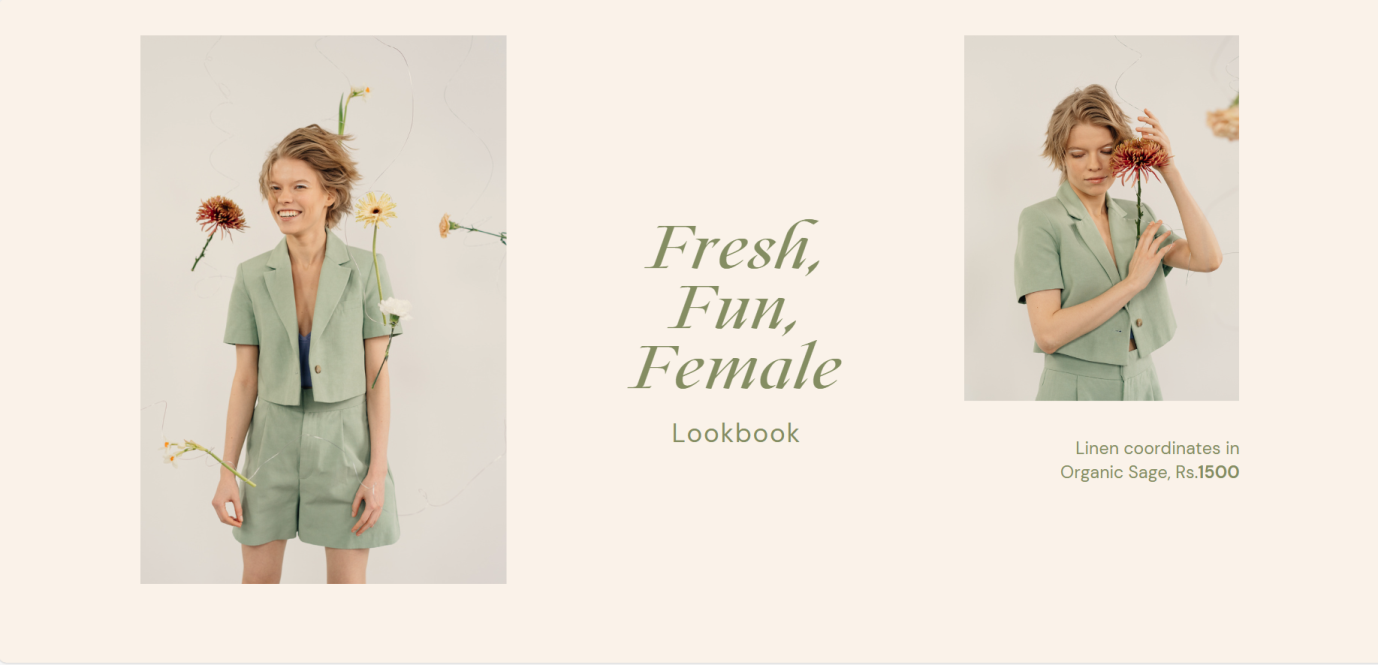 Fresh,
Fun,
Female
Lookbook
Linen coordinates in
Organic Sage, Rs.1500